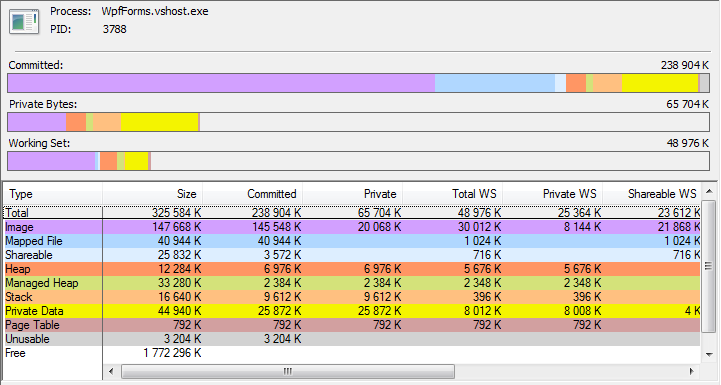 Process: WpfForms.vshost.exe
PID: 3788
Committed: 238 904 K
Private Bytes: 65 704 K
Working Set: 48 976 K
Type Size Committed Private Total WS Private WS Shareable WS
Total 325 584 K 238 904 K 65 704 K 48 976 K 25 364 K 23 612 K
Image 147 668 K 145 548 K 20 068 K 30 012 K 8 144 K 21 868 K
Mapped File 40 944 K 40 944 K 1 024 K 1 024 K
Shareable 25 832 K 3 572 K 716 K 716 K
Heap 12 284 K 6 976 K 6 976 K 5 676 K 5 676 K
Managed Heap 33 280 K 2 384 K 2 384 K 2 348 K 2 348 K
Stack 16 640 K 9 612 K 9 612 K 396 K 396 K
Private Data 44 940 K 25 872 K 25 872 K 8 012 K 8 008 K 4 K
Page Table 792 K 792 K 792 K 792 K 792 K
Unusable 3 204 K 3 204 K
Free 1 772 296 K